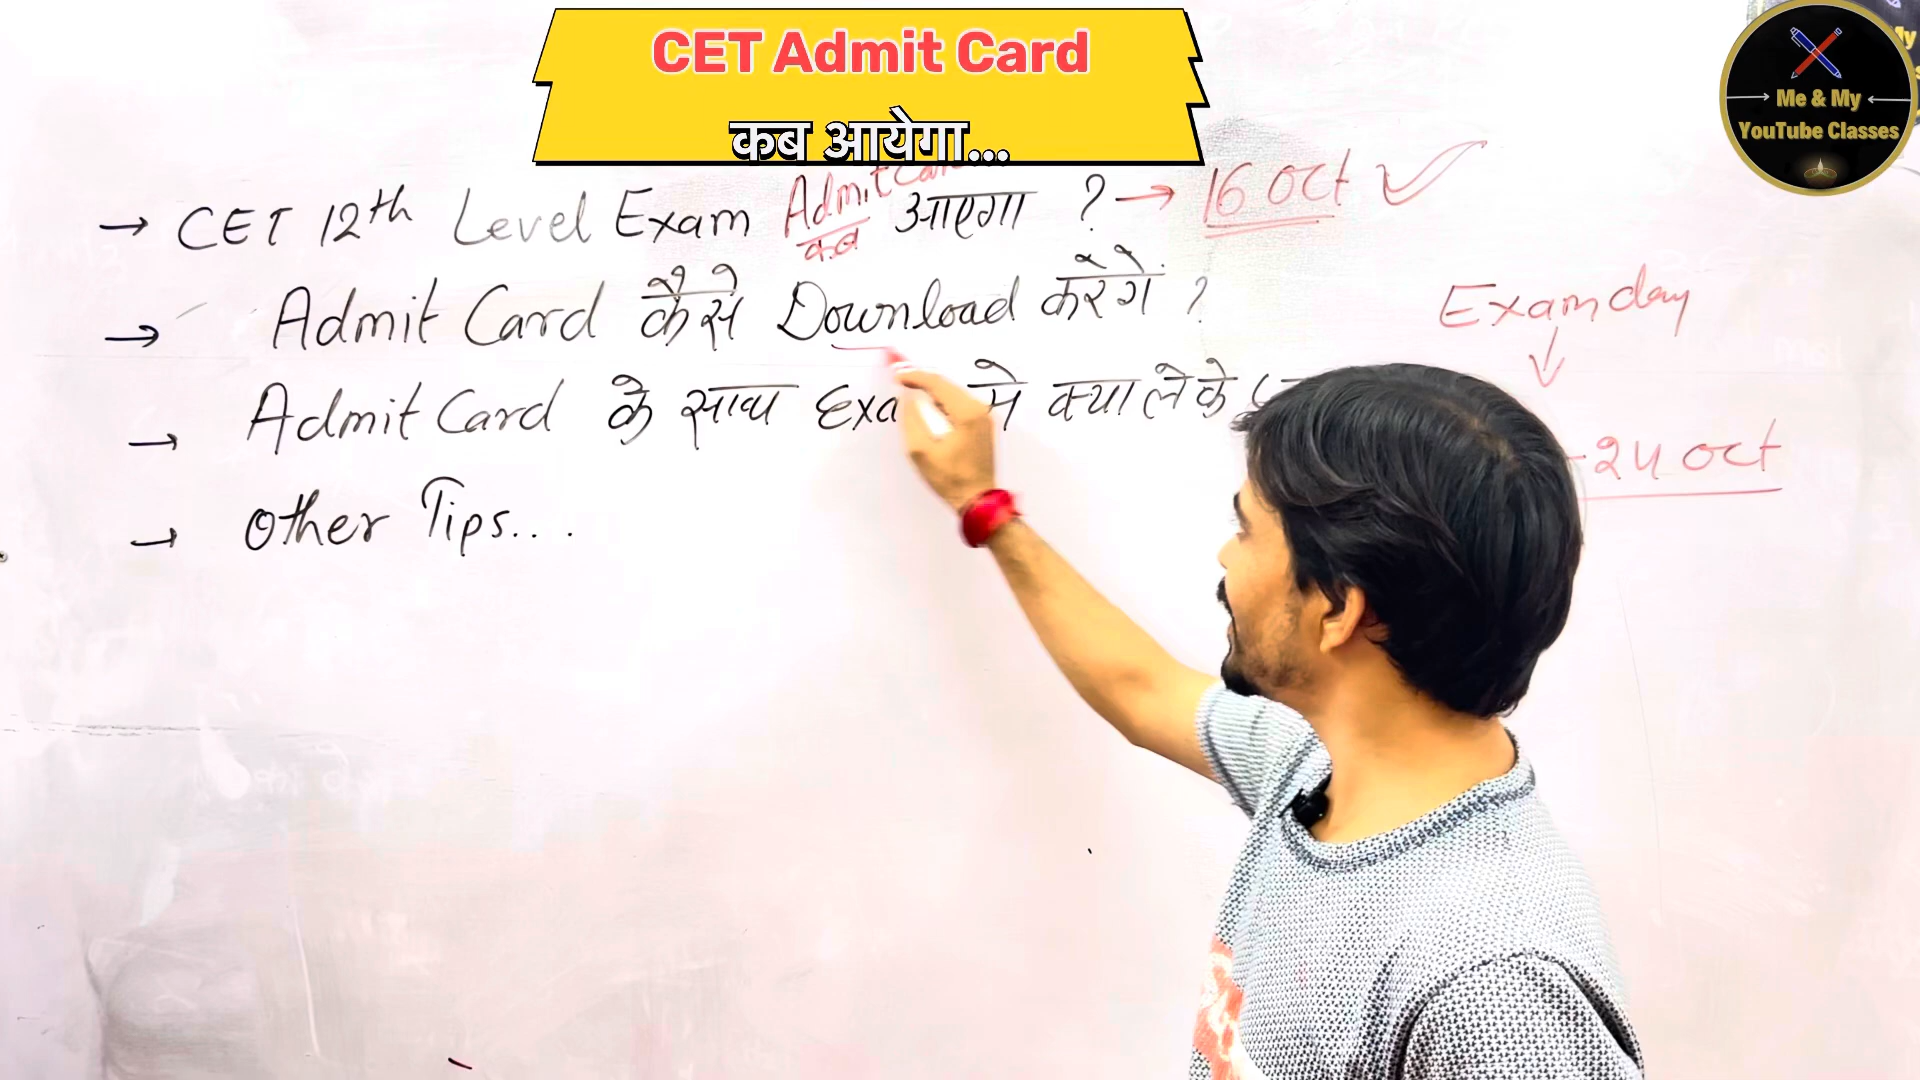 CET Admit Card
कब आयेगा...
Me & My
YouTube Classes
→ CET 12th Level Exam Admit Card कब आएगा ? → 16 Oct ✓
→ Admit Card कैसे Download करेंगे ?
Exam day
→ Admit Card के साथ Exa मे क्या लेके
-24 Oct
→ Other Tips...